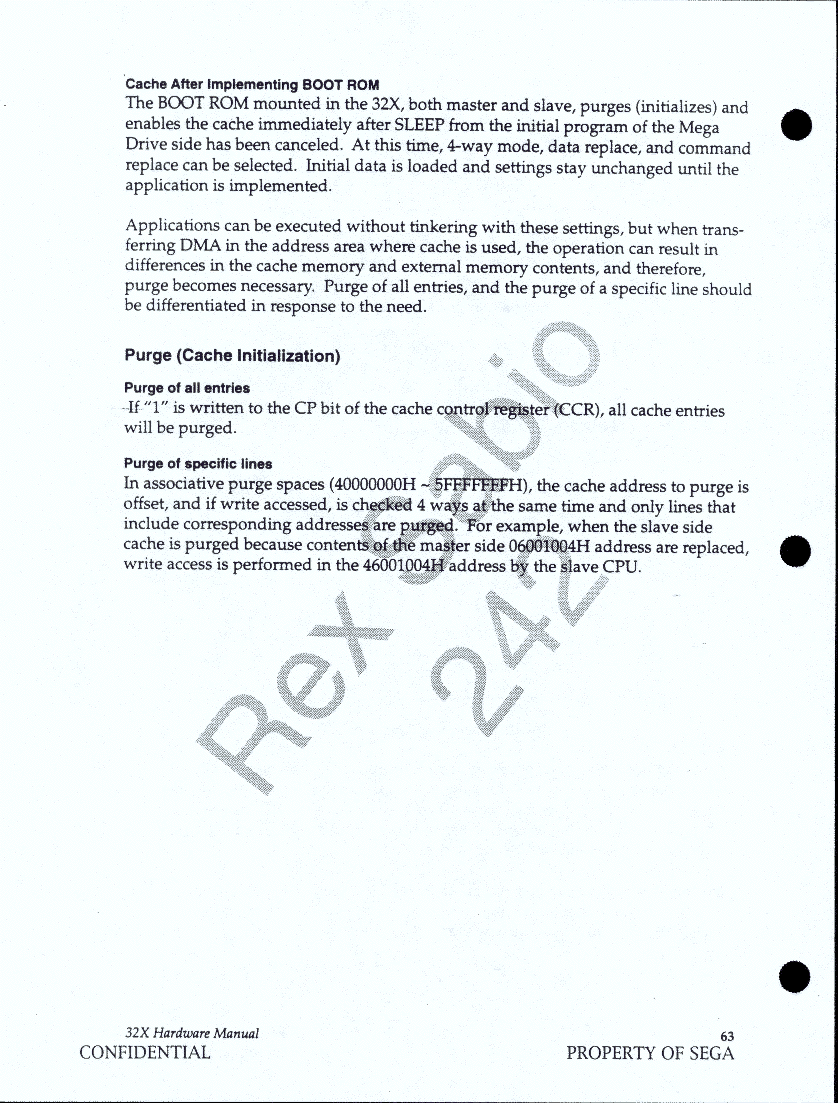 Cache After Implementing BOOT ROM
The BOOT ROM mounted in the 32X, both master and slave, purges (initializes) and
enables the cache immediately after SLEEP from the initial program of the Mega
Drive side has been canceled. At this time, 4-way mode, data replace, and command
replace can be selected. Initial data is loaded and settings stay unchanged until the
application is implemented.
Applications can be executed without tinkering with these settings, but when trans-
ferring DMA in the address area where cache is used, the operation can result in
differences in the cache memory and external memory contents, and therefore,
purge becomes necessary. Purge of all entries, and the purge of a specific line should
be differentiated in response to the need.
Purge (Cache Initialization)
Purge of all entries
If "1" is written to the CP bit of the cache control register (CCR), all cache entries
will be purged.
Purge of specific lines
In associative purge spaces (40000000H ~ 5FFFFFFFH), the cache address to purge is
offset, and if write accessed, is checked 4 ways at the same time and only lines that
include corresponding addresses are purged. For example, when the slave side
cache is purged because contents of the master side 06001004H address are replaced,
write access is performed in the 46001004H address by the slave CPU.
Rex Sabio
242
32X Hardware Manual
63
CONFIDENTIAL
PROPERTY OF SEGA